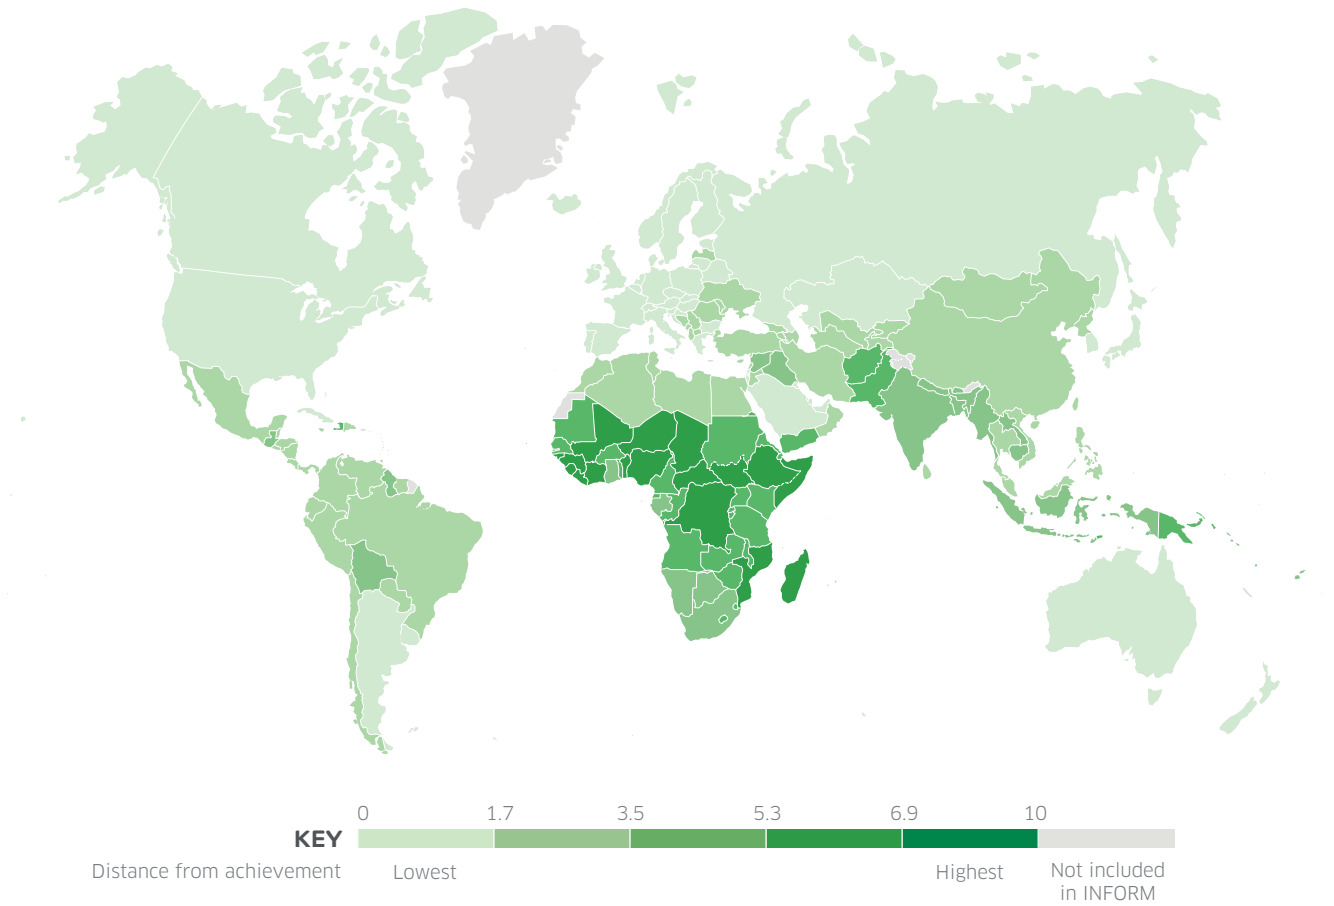 0 1.7 3.5 5.3 6.9 10
KEY
Distance from achievement Lowest Highest Not included
in INFORM